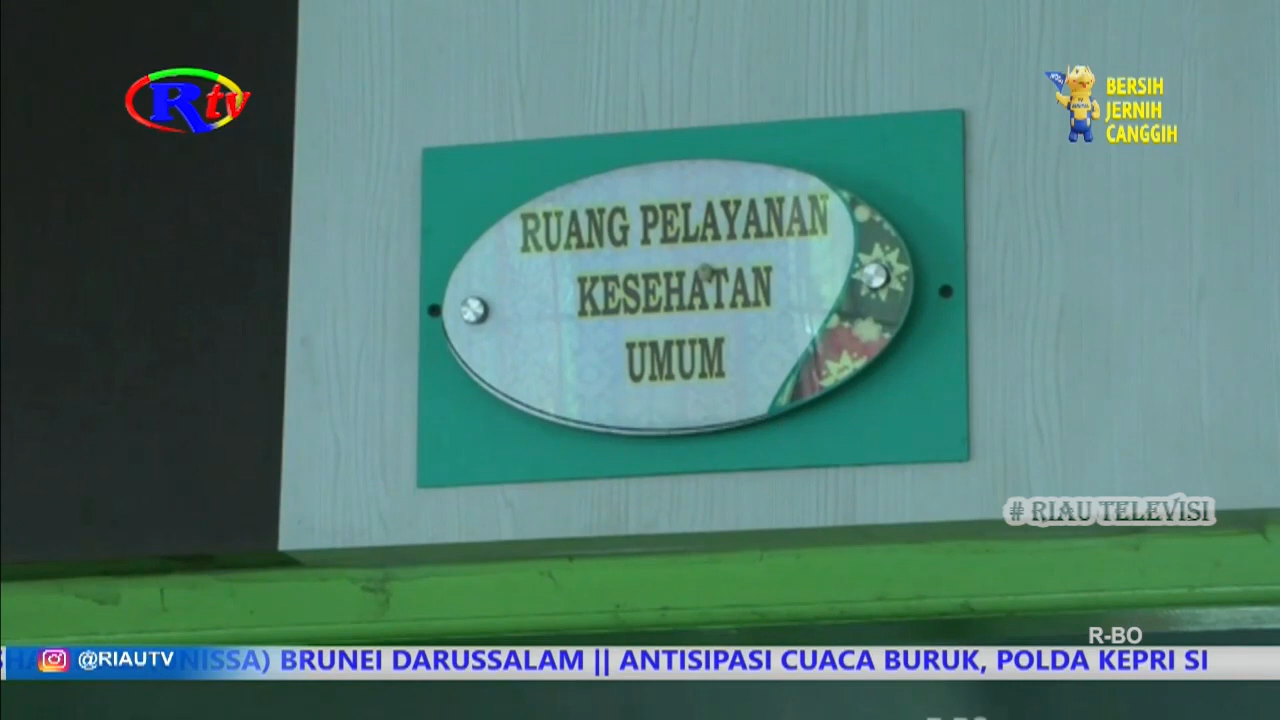 Rtv
BERSIH
JERNIH
CANGGIH
RUANG PELAYANAN
KESEHATAN
UMUM
# RIAU TELEVISI
R-BO
@RIAUTV NISSA) BRUNEI DARUSSALAM || ANTISIPASI CUACA BURUK, POLDA KEPRI SI